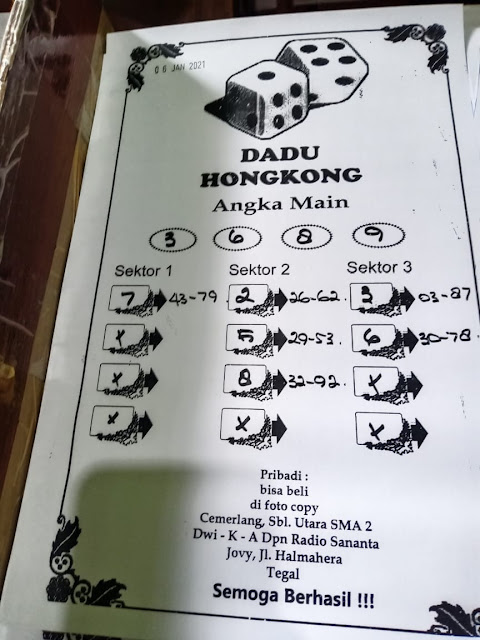 06 JAN 2021
DADU
HONGKONG
Angka Main
3 6 8 9
Sektor 1 Sektor 2 Sektor 3
7 43-79. 2 26-62. 3 03-87
x 5 29-53. 6 30-78.
x 8 32-92. x
x x x
Pribadi :
bisa beli
di foto copy
Cemerlang, Sbl. Utara SMA 2
Dwi - K - A Dpn Radio Sananta
Jovy, Jl. Halmahera
Tegal
Semoga Berhasil !!!